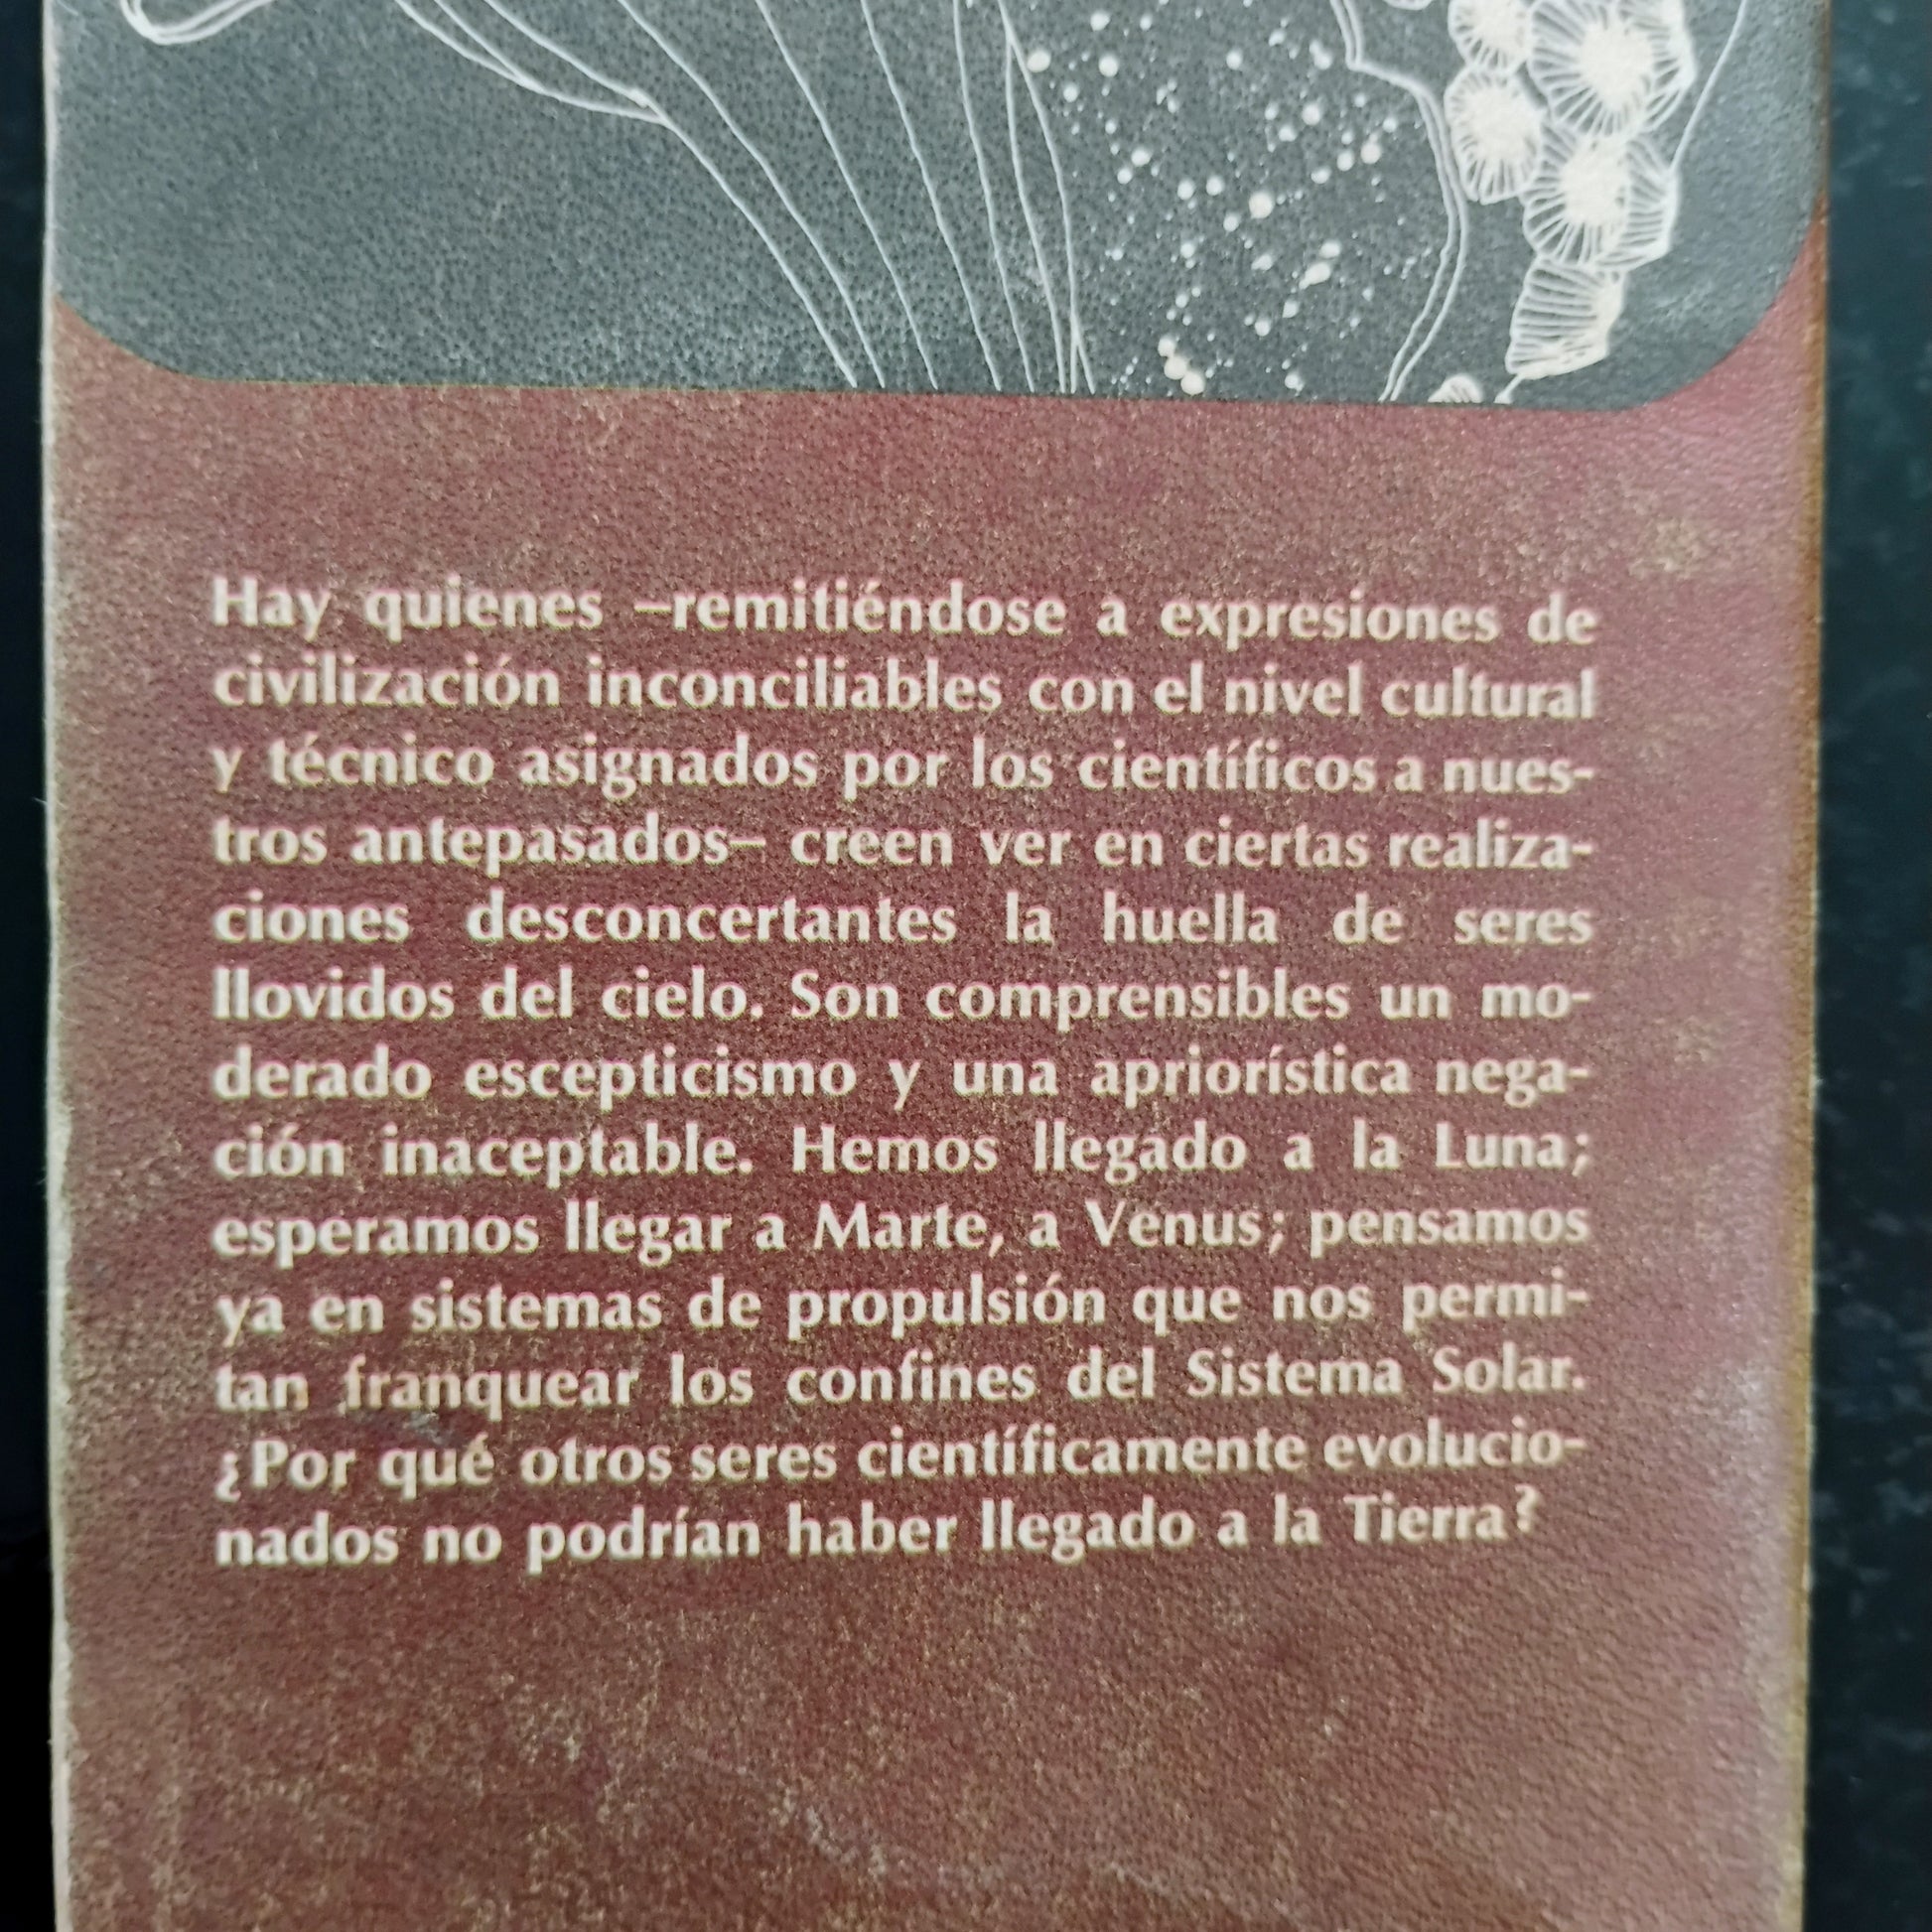 Hay quienes –remitiéndose a expresiones de
civilización inconciliables con el nivel cultural
y técnico asignados por los científicos a nues-
tros antepasados– creen ver en ciertas realiza-
ciones desconcertantes la huella de seres
llovidos del cielo. Son comprensibles un mo-
derado escepticismo y una apriorística nega-
ción inaceptable. Hemos llegado a la Luna;
esperamos llegar a Marte, a Venus; pensamos
ya en sistemas de propulsión que nos permi-
tan franquear los confines del Sistema Solar.
¿Por qué otros seres científicamente evolucio-
nados no podrían haber llegado a la Tierra?